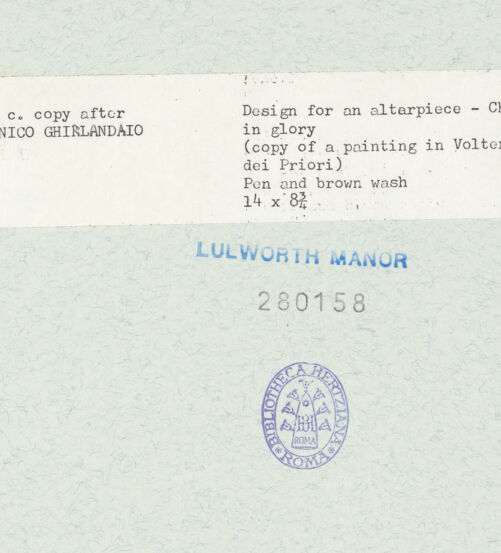 c. copy after
NICO GHIRLANDAIO
Design for an altarpiece - Ch
in glory
(copy of a painting in Volter
dei Priori)
Pen and brown wash
14 x 8¾
LULWORTH MANOR
280158
BIBLIOTHECA HERTZIANA
ROMA
ROMA